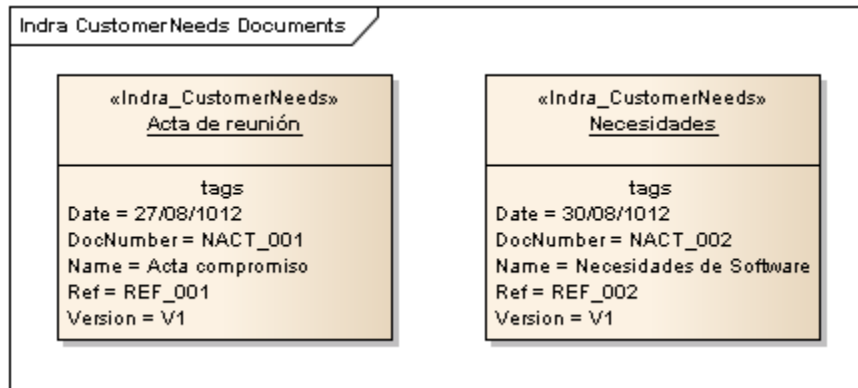 Indra CustomerNeeds Documents
«Indra_CustomerNeeds»
Acta de reunión
tags
Date = 27/08/1012
DocNumber = NACT_001
Name = Acta compromiso
Ref = REF_001
Version = V1
«Indra_CustomerNeeds»
Necesidades
tags
Date = 30/08/1012
DocNumber = NACT_002
Name = Necesidades de Software
Ref = REF_002
Version = V1